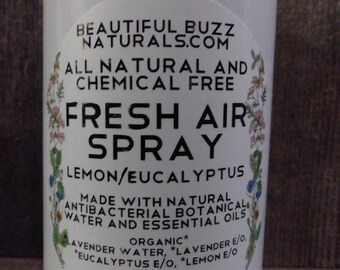 BEAUTIFUL BUZZ
NATURALS.COM
ALL NATURAL AND
CHEMICAL FREE
FRESH AIR
SPRAY
LEMON/EUCALYPTUS
MADE WITH NATURAL
ANTIBACTERIAL BOTANICAL
WATER AND ESSENTIAL OILS
ORGANIC*
LAVENDER WATER, *LAVENDER E/O,
*EUCALYPTUS E/O, *LEMON E/O